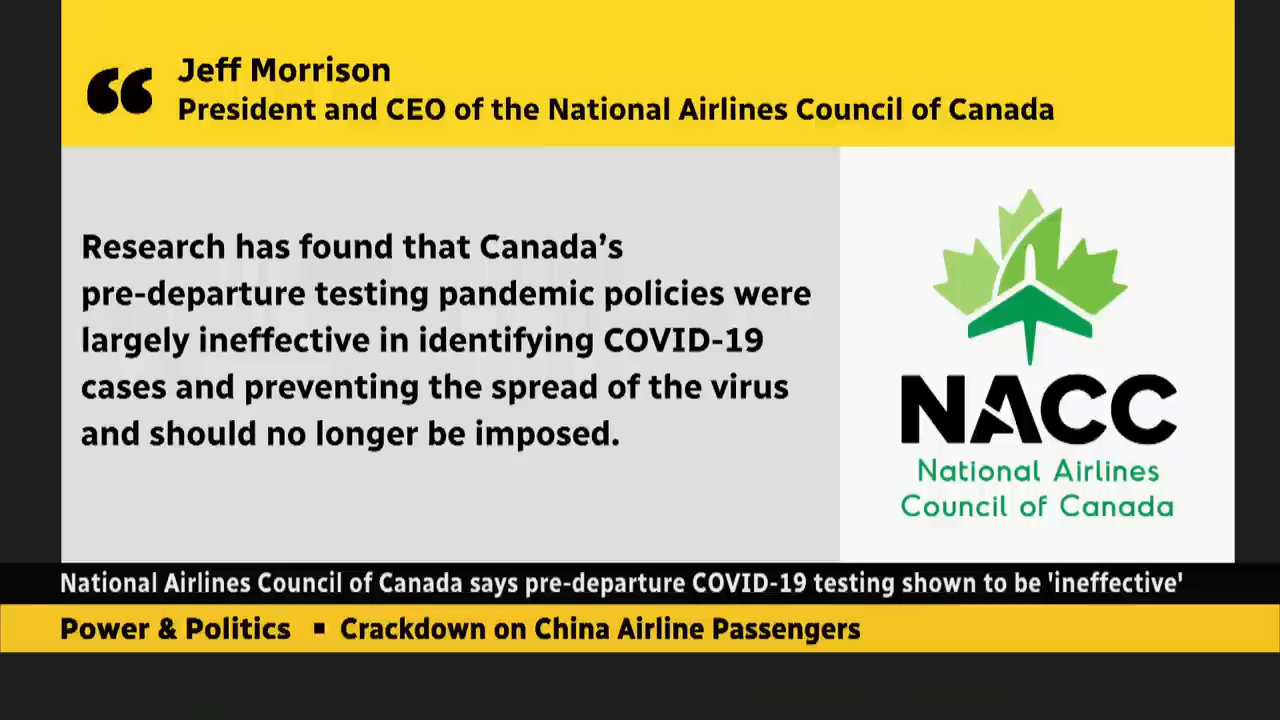 Jeff Morrison
President and CEO of the National Airlines Council of Canada
Research has found that Canada’s
pre-departure testing pandemic policies were
largely ineffective in identifying COVID-19
cases and preventing the spread of the virus
and should no longer be imposed.
NACC
National Airlines
Council of Canada
National Airlines Council of Canada says pre-departure COVID-19 testing shown to be 'ineffective'
Power & Politics ▪ Crackdown on China Airline Passengers